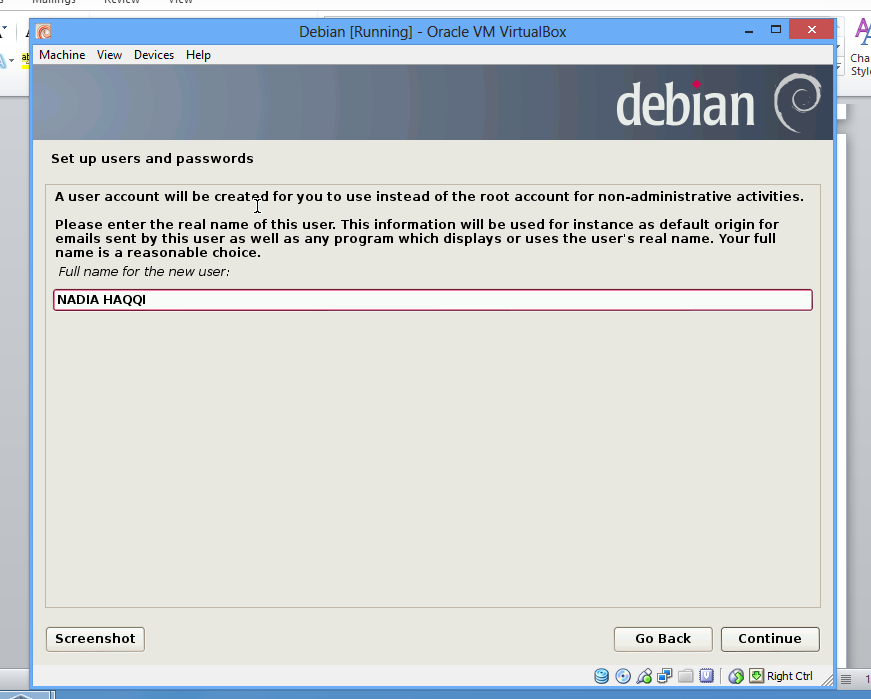 Mailings Review View
Debian [Running] - Oracle VM VirtualBox
Machine View Devices Help
debian
Set up users and passwords
A user account will be created for you to use instead of the root account for non-administrative activities.
Please enter the real name of this user. This information will be used for instance as default origin for
emails sent by this user as well as any program which displays or uses the user's real name. Your full
name is a reasonable choice.
Full name for the new user:
NADIA HAQQI
Screenshot
Go Back
Continue
Right Ctrl